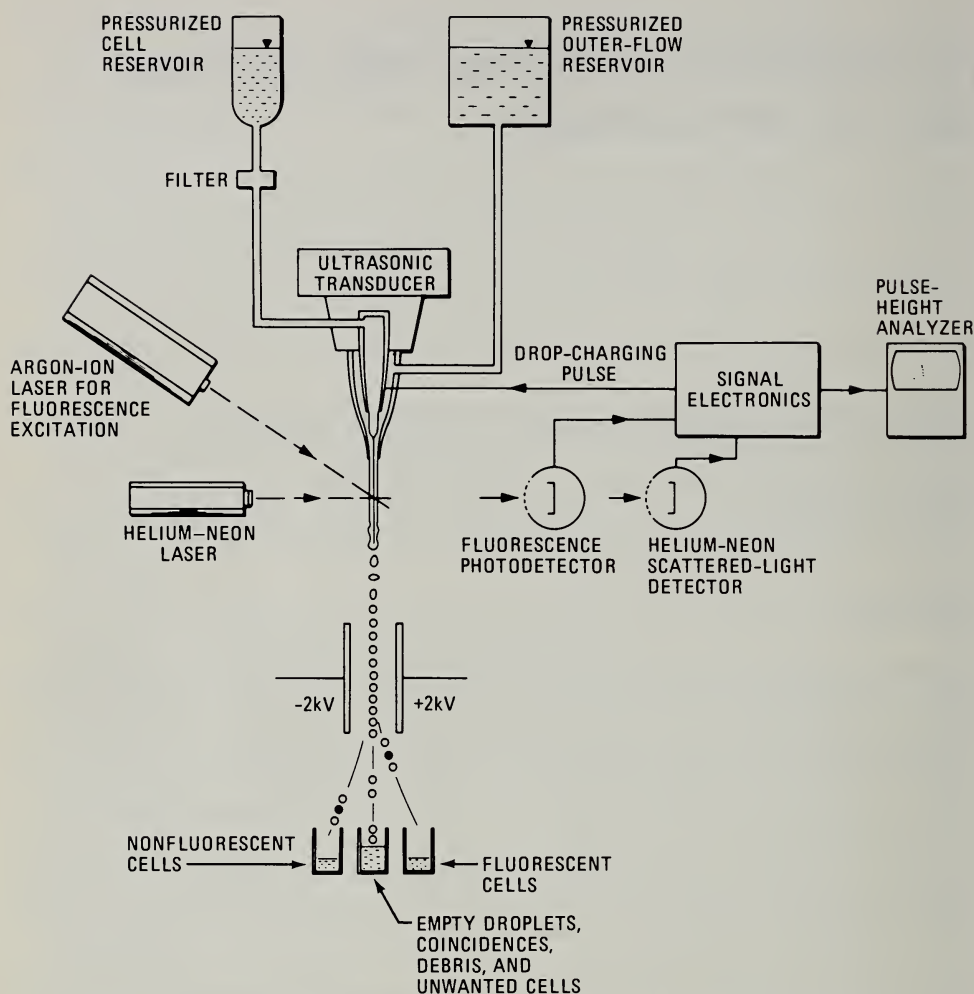 PRESSURIZED
CELL
RESERVOIR
PRESSURIZED
OUTER-FLOW
RESERVOIR
FILTER
ULTRASONIC
TRANSDUCER
PULSE-
HEIGHT
ANALYZER
ARGON-ION
LASER FOR
FLUORESCENCE
EXCITATION
DROP-CHARGING
PULSE
SIGNAL
ELECTRONICS
HELIUM-NEON
LASER
FLUORESCENCE
PHOTODETECTOR
HELIUM-NEON
SCATTERED-LIGHT
DETECTOR
-2kV
+2kV
NONFLUORESCENT
CELLS
FLUORESCENT
CELLS
EMPTY DROPLETS,
COINCIDENCES,
DEBRIS, AND
UNWANTED CELLS